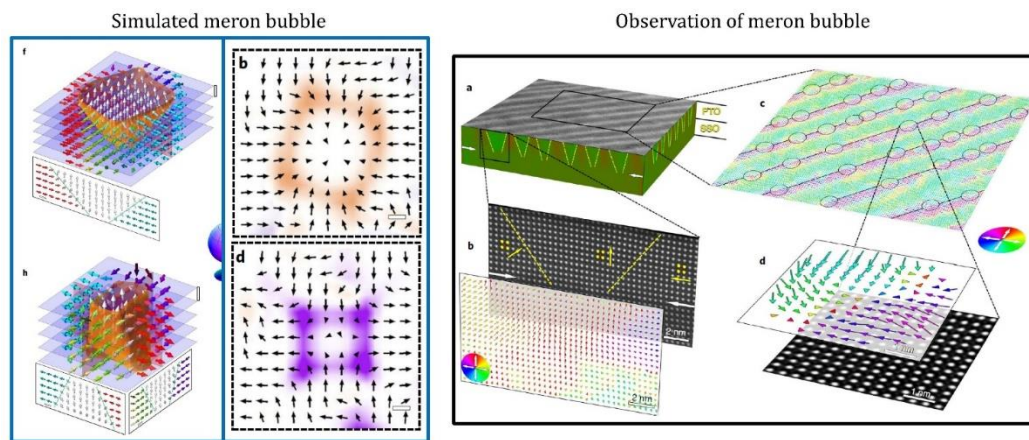 Simulated meron bubble
Observation of meron bubble
f
b
h
d
a
PTO
SSO
c
b
2 nm
2 nm
d
1 nm